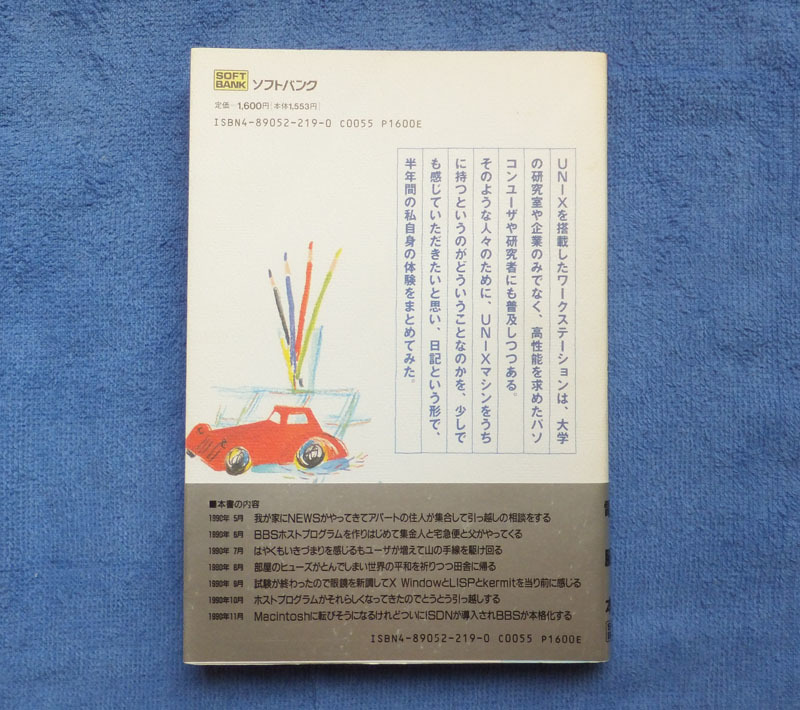 SOFT
BANK
ソフトバンク
定価=1,600円[本体1,553円]
ISBN4-89052-219-0 C0055 P1600E
UNIXを搭載したワークステーションは、大学
の研究室や企業のみでなく、高性能を求めたパソ
コンユーザや研究者にも普及しつつある。
そのような人々のために、UNIXマシンをうち
に持つというのがどういうことなのかを、少しで
も感じていただきたいと思い、日記という形で、
半年間の私自身の体験をまとめてみた。
■本書の内容
1990年 5月 我が家にNEWSがやってきてアパートの住人が集合して引っ越しの相談をする
1990年 6月 BBSホストプログラムを作りはじめて集金人と宅急便と父がやってくる
1990年 7月 はやくもいきづまりを感じるもユーザが増えて山の手線を駆け回る
1990年 8月 部屋のヒューズがとんでしまい世界の平和を祈りつつ田舎に帰る
1990年 9月 試験が終わったので眼鏡を新調してX WindowとLISPとkermitを当り前に感じる
1990年10月 ホストプログラムがそれらしくなってきたのでとうとう引っ越しする
1990年11月 Macintoshに転びそうになるけれどついにISDNが導入されBBSが本格化する
ISBN4-89052-219-0 C0055 P1600E